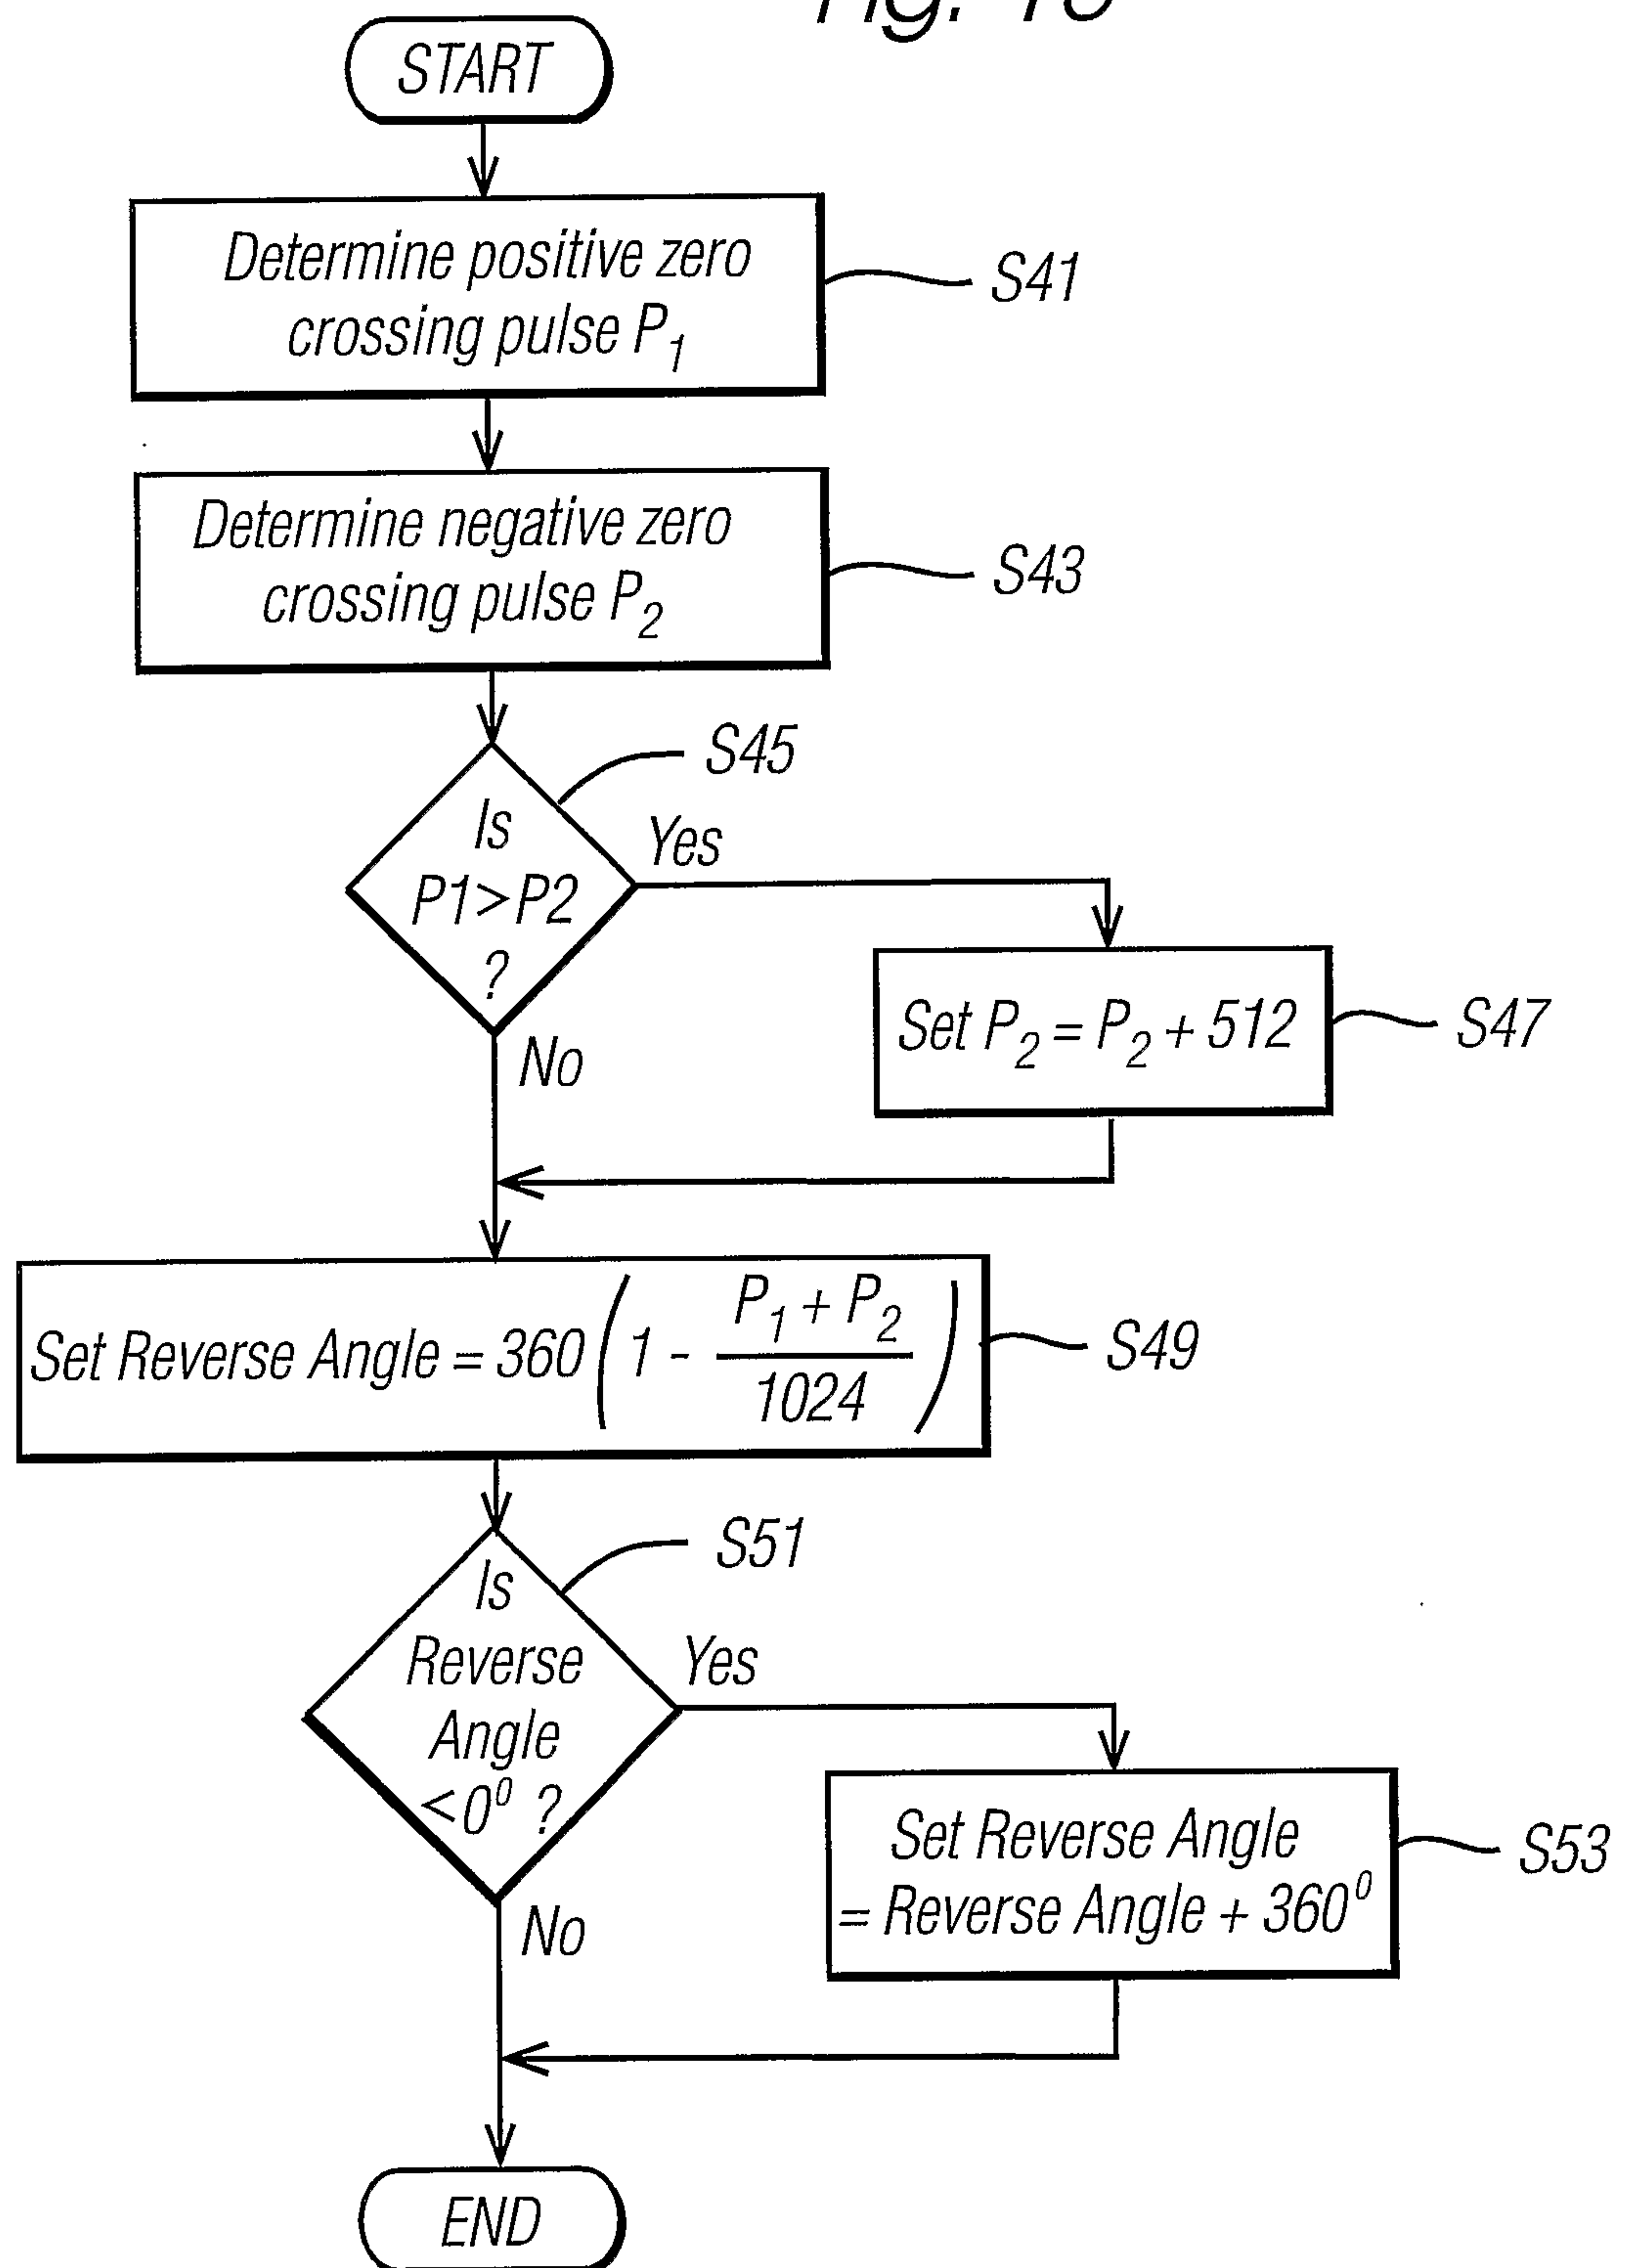 START
Determine positive zero
crossing pulse P₁
S41
Determine negative zero
crossing pulse P₂
S43
S45
Is
P1>P2
?
Yes
No
Set P₂ = P₂ + 512
S47
Set Reverse Angle = 360 (1 - P₁ + P₂ / 1024)
S49
S51
Is
Reverse
Angle
<0⁰ ?
Yes
No
Set Reverse Angle
= Reverse Angle + 360⁰
S53
END